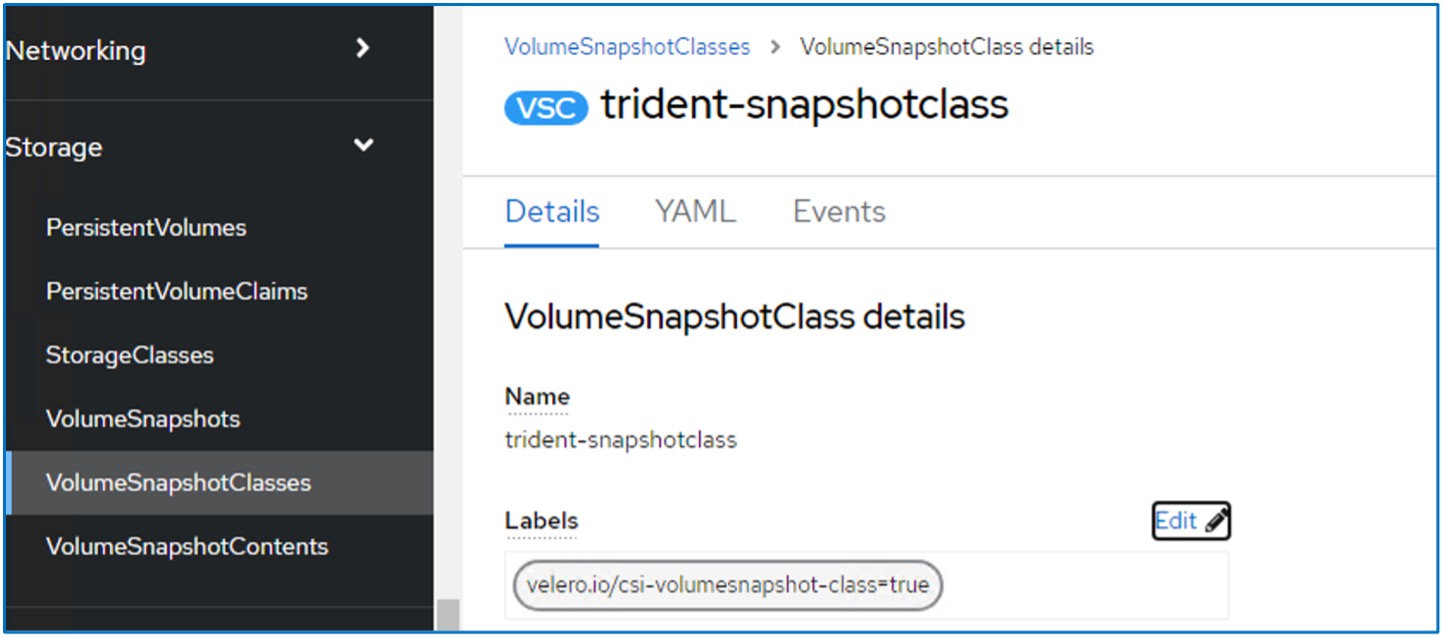 Networking
Storage
PersistentVolumes
PersistentVolumeClaims
StorageClasses
VolumeSnapshots
VolumeSnapshotClasses
VolumeSnapshotContents
VolumeSnapshotClasses > VolumeSnapshotClass details
VSC trident-snapshotclass
Details YAML Events
VolumeSnapshotClass details
Name
trident-snapshotclass
Labels Edit
velero.io/csi-volumesnapshot-class=true